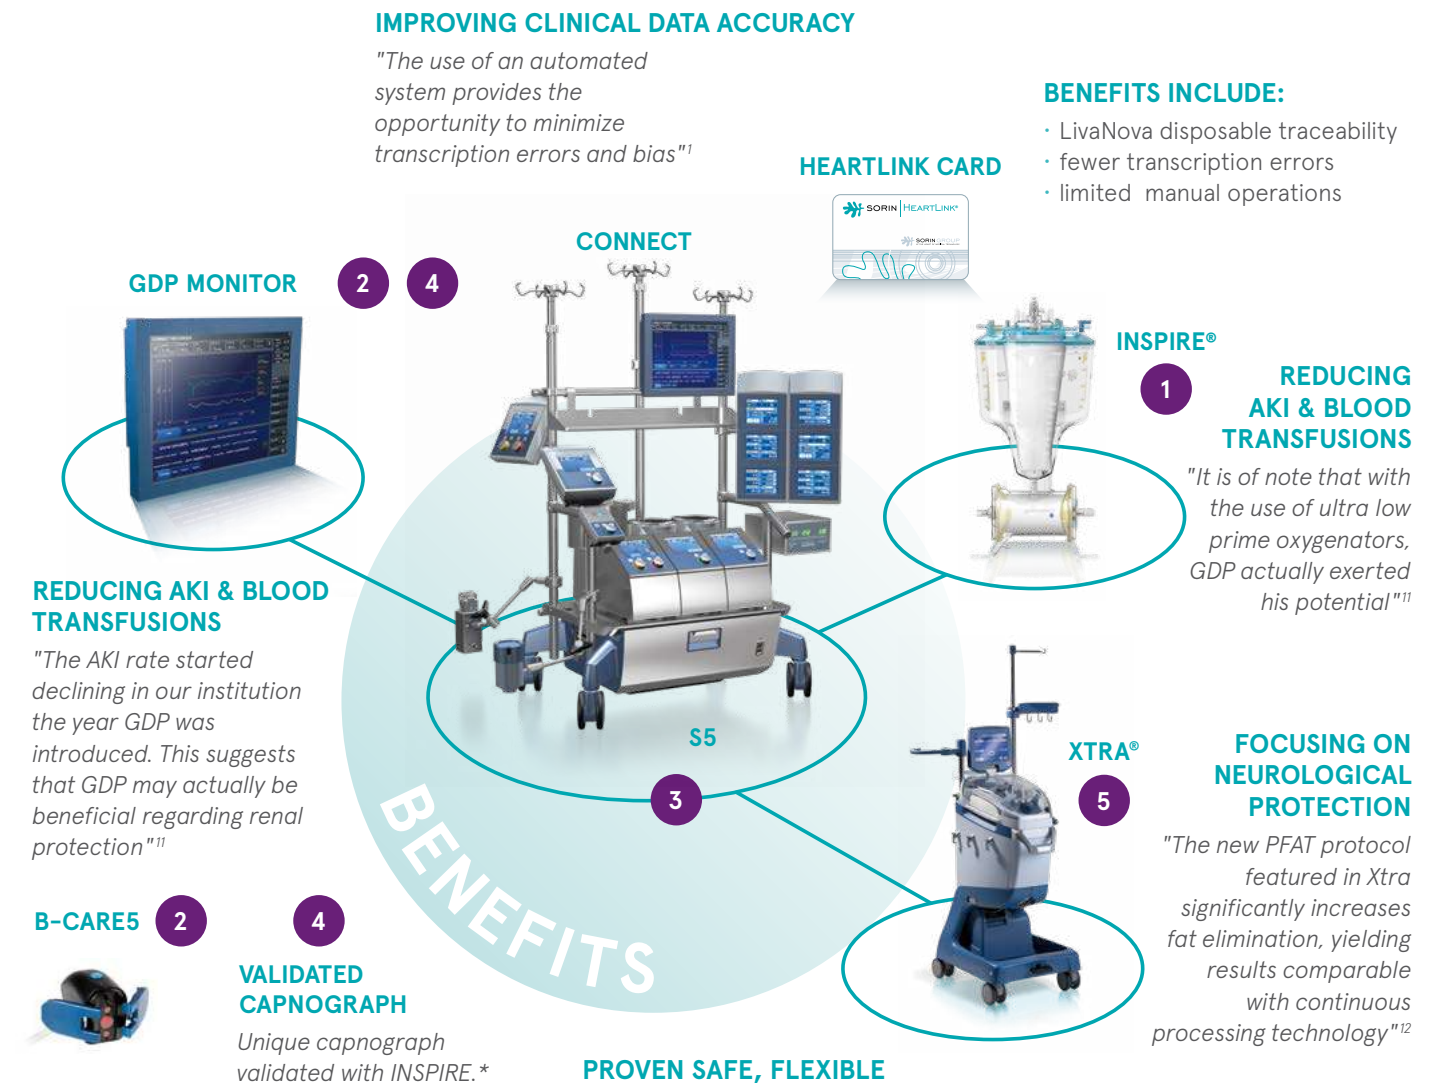 IMPROVING CLINICAL DATA ACCURACY
"The use of an automated
system provides the
opportunity to minimize
transcription errors and bias"1
BENEFITS INCLUDE:
· LivaNova disposable traceability
· fewer transcription errors
· limited manual operations
HEARTLINK CARD
SORIN HEARTLINK
SORIN GROUP
CONNECT
GDP MONITOR
2
4
INSPIRE®
1
REDUCING
AKI & BLOOD
TRANSFUSIONS
"It is of note that with
the use of ultra low
prime oxygenators,
GDP actually exerted
his potential"11
REDUCING AKI & BLOOD
TRANSFUSIONS
"The AKI rate started
declining in our institution
the year GDP was
introduced. This suggests
that GDP may actually be
beneficial regarding renal
protection"11
S5
3
BENEFITS
XTRA®
5
FOCUSING ON
NEUROLOGICAL
PROTECTION
"The new PFAT protocol
featured in Xtra
significantly increases
fat elimination, yielding
results comparable
with continuous
processing technology"12
B-CARE5
2
4
VALIDATED
CAPNOGRAPH
Unique capnograph
validated with INSPIRE.*
PROVEN SAFE, FLEXIBLE